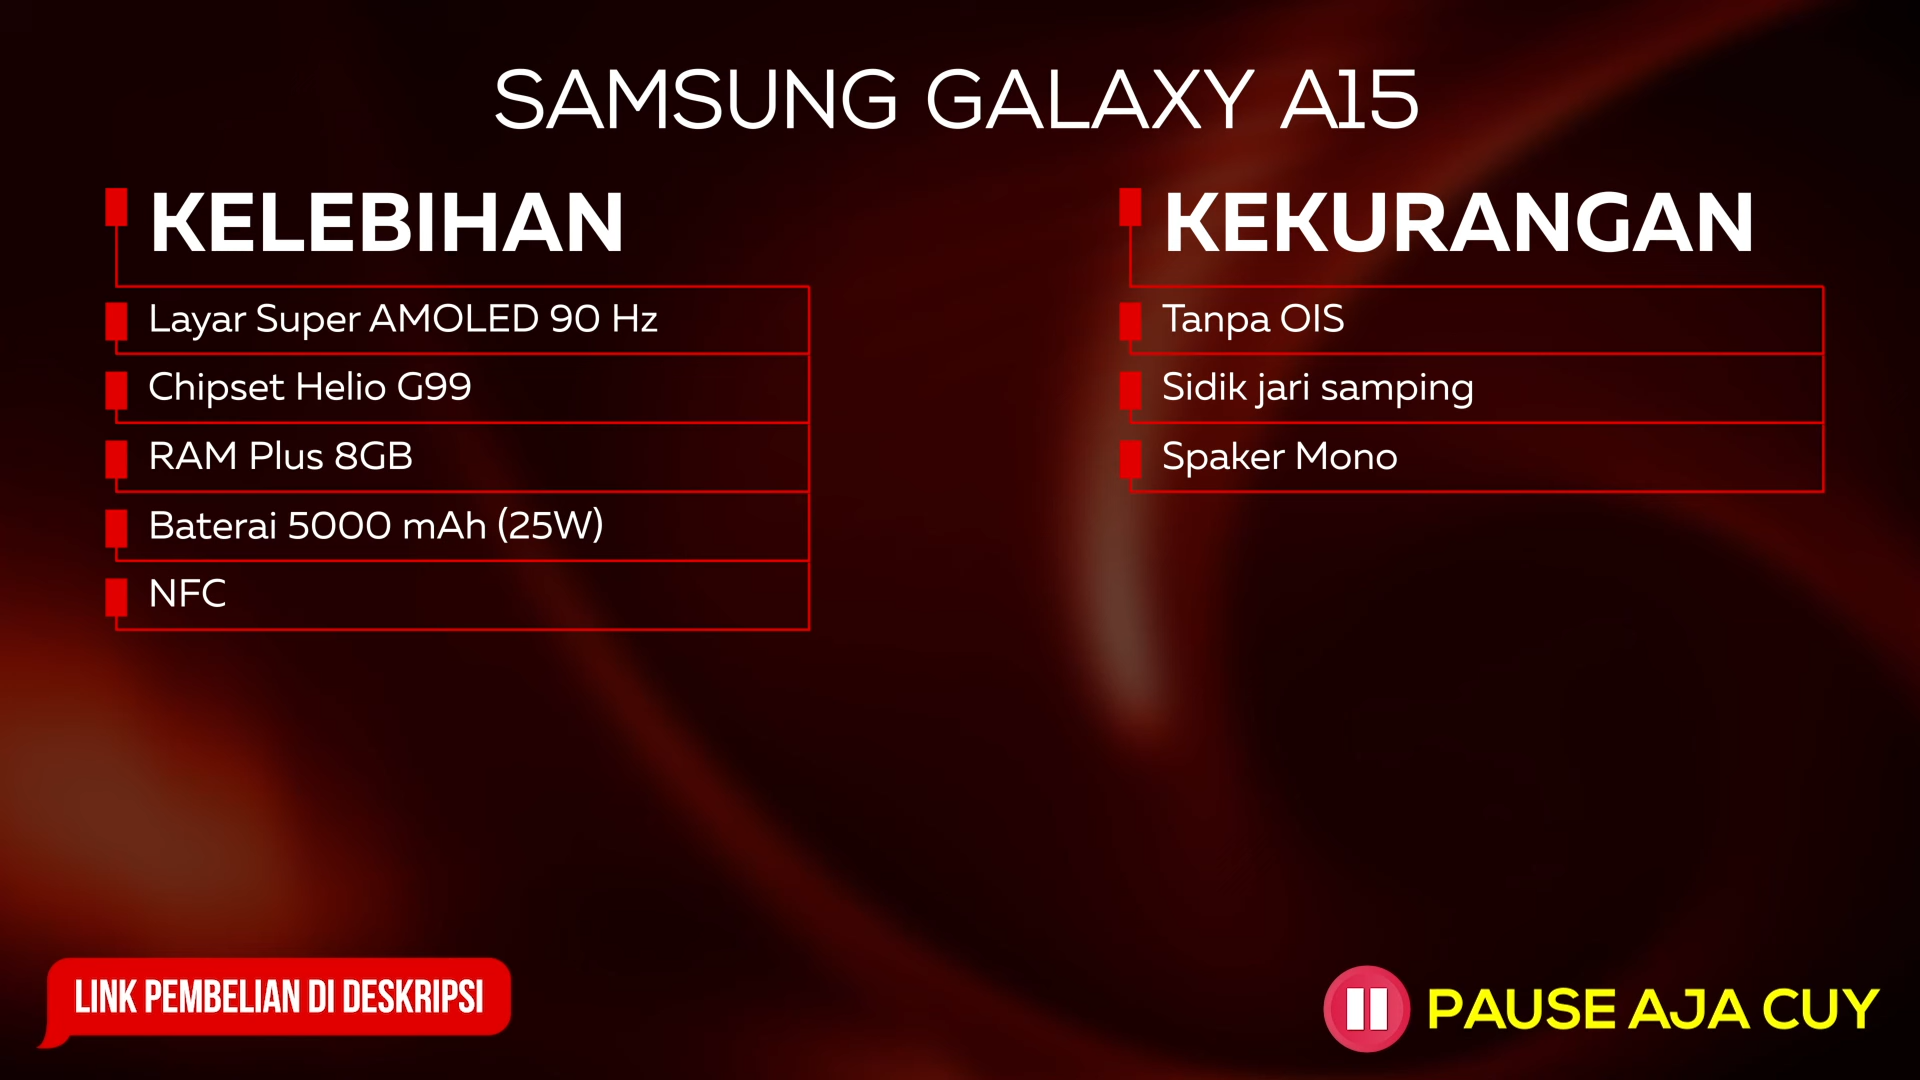 SAMSUNG GALAXY A15
KELEBIHAN
Layar Super AMOLED 90 Hz
Chipset Helio G99
RAM Plus 8GB
Baterai 5000 mAh (25W)
NFC
KEKURANGAN
Tanpa OIS
Sidik jari samping
Spaker Mono
LINK PEMBELIAN DI DESKRIPSI
PAUSE AJA CUY